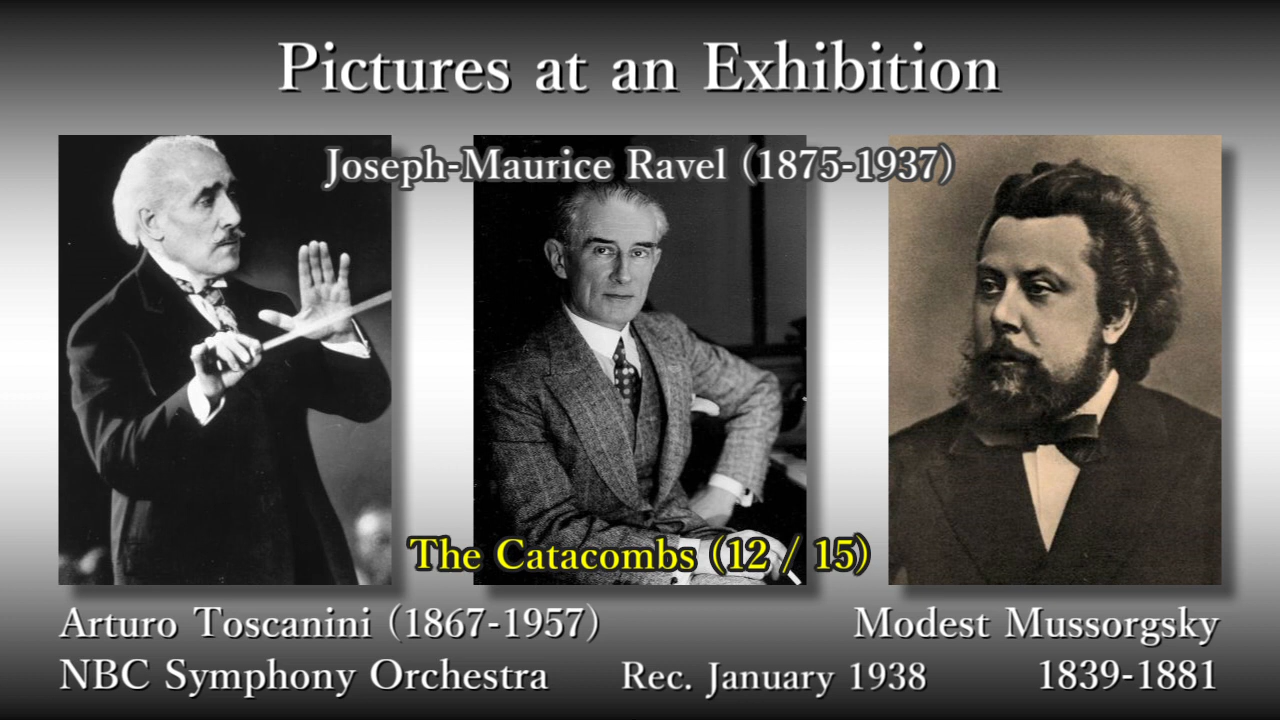 Pictures at an Exhibition
Joseph-Maurice Ravel (1875-1937)
The Catacombs (12 / 15)
Arturo Toscanini (1867-1957)
Modest Mussorgsky
NBC Symphony Orchestra
Rec. January 1938
1839-1881